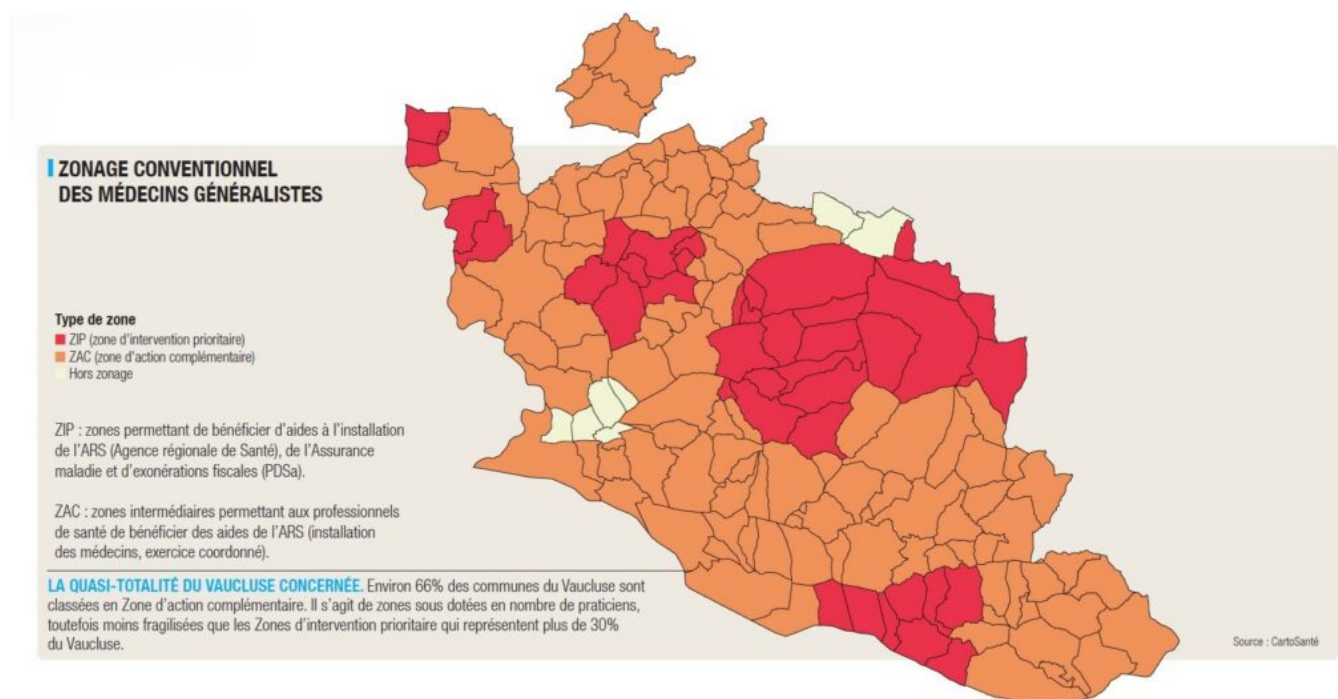 ZONAGE CONVENTIONNEL
DES MÉDECINS GÉNÉRALISTES
Type de zone
ZIP (zone d'intervention prioritaire)
ZAC (zone d'action complémentaire)
Hors zonage
ZIP : zones permettant de bénéficier d'aides à l'installation
de l'ARS (Agence régionale de Santé), de l'Assurance
maladie et d'exonérations fiscales (PDSa).
ZAC : zones intermédiaires permettant aux professionnels
de santé de bénéficier des aides de l'ARS (installation
des médecins, exercice coordonné).
LA QUASI-TOTALITÉ DU VAUCLUSE CONCERNÉE. Environ 66% des communes du Vaucluse sont
classées en Zone d'action complémentaire. Il s'agit de zones sous dotées en nombre de praticiens,
toutefois moins fragilisées que les Zones d'intervention prioritaire qui représentent plus de 30%
du Vaucluse.
Source : CartoSanté